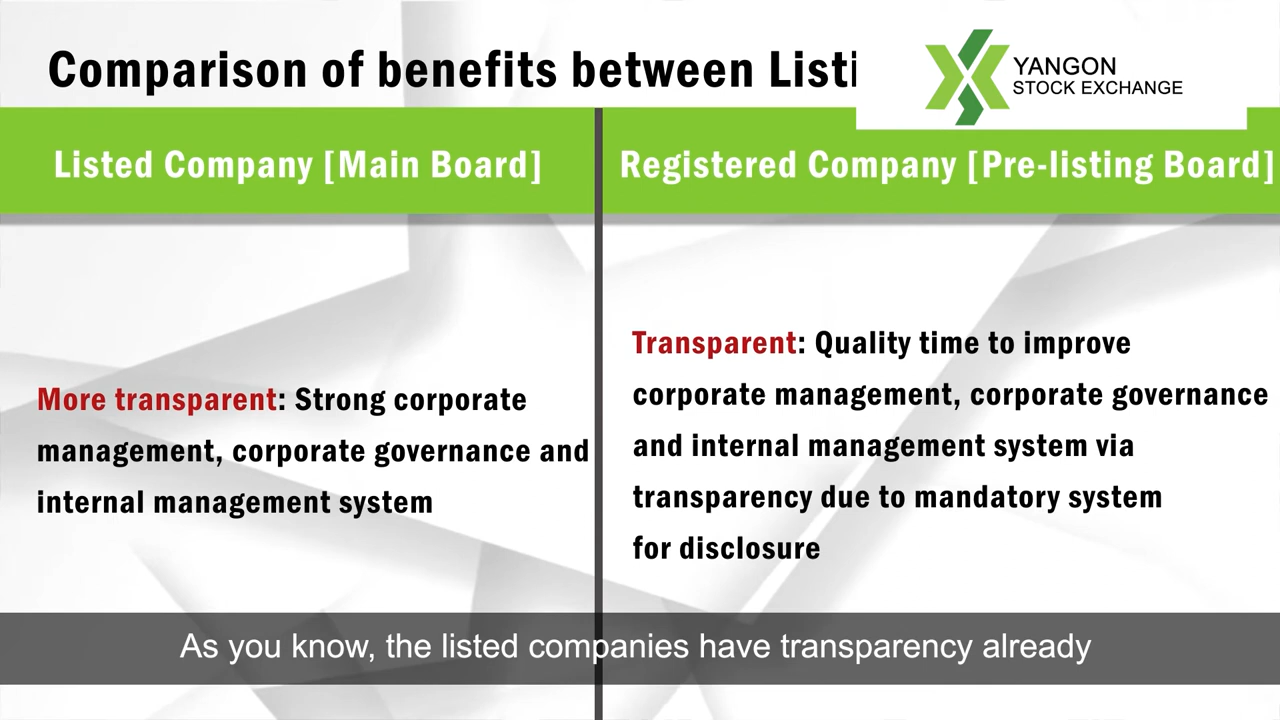 Comparison of benefits between Listi
YANGON
STOCK EXCHANGE
Listed Company [Main Board]
Registered Company [Pre-listing Board]
More transparent: Strong corporate
management, corporate governance and
internal management system
Transparent: Quality time to improve
corporate management, corporate governance
and internal management system via
transparency due to mandatory system
for disclosure
As you know, the listed companies have transparency already